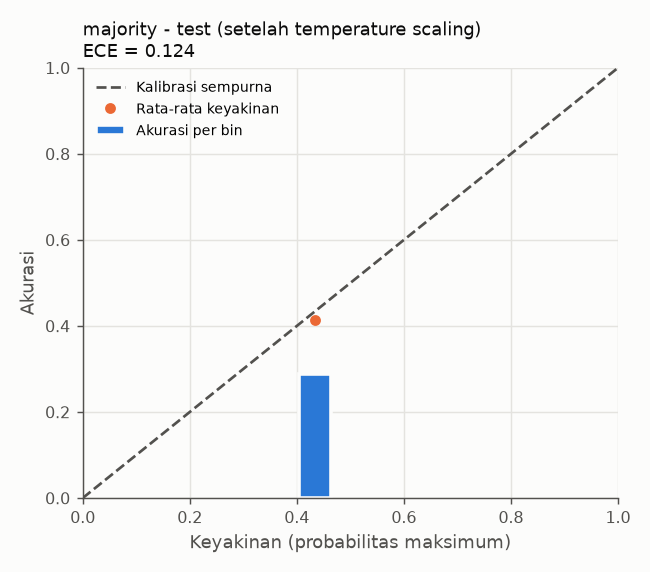 majority - test (setelah temperature scaling)
ECE = 0.124
Kalibrasi sempurna
Rata-rata keyakinan
Akurasi per bin
Akurasi
1.0
0.8
0.6
0.4
0.2
0.0
0.0 0.2 0.4 0.6 0.8 1.0
Keyakinan (probabilitas maksimum)